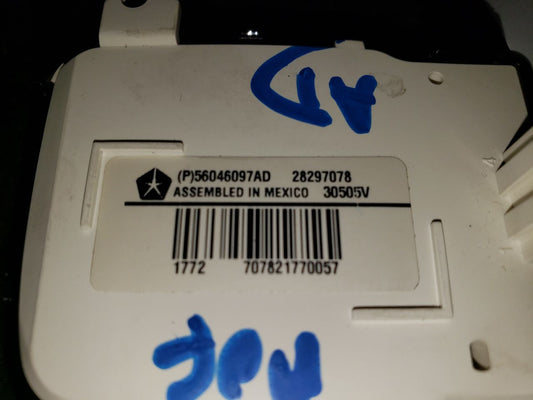 (P)56046097AD 28297078
ASSEMBLED IN MEXICO 30505V
1772 707821770057